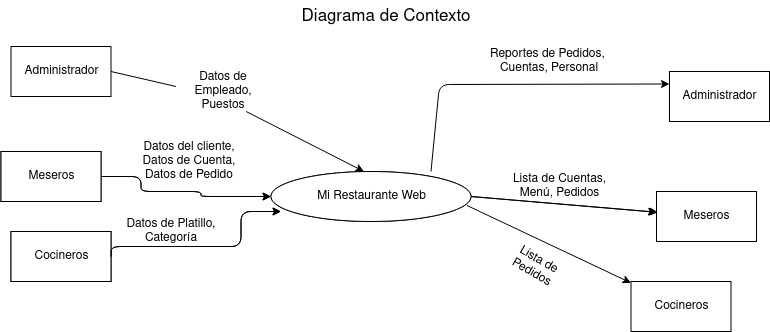 Diagrama de Contexto
Administrador
Datos de
Empleado,
Puestos
Reportes de Pedidos,
Cuentas, Personal
Administrador
Meseros
Datos del cliente,
Datos de Cuenta,
Datos de Pedido
Mi Restaurante Web
Lista de Cuentas,
Menú, Pedidos
Meseros
Cocineros
Datos de Platillo,
Categoría
Lista de
Pedidos
Cocineros